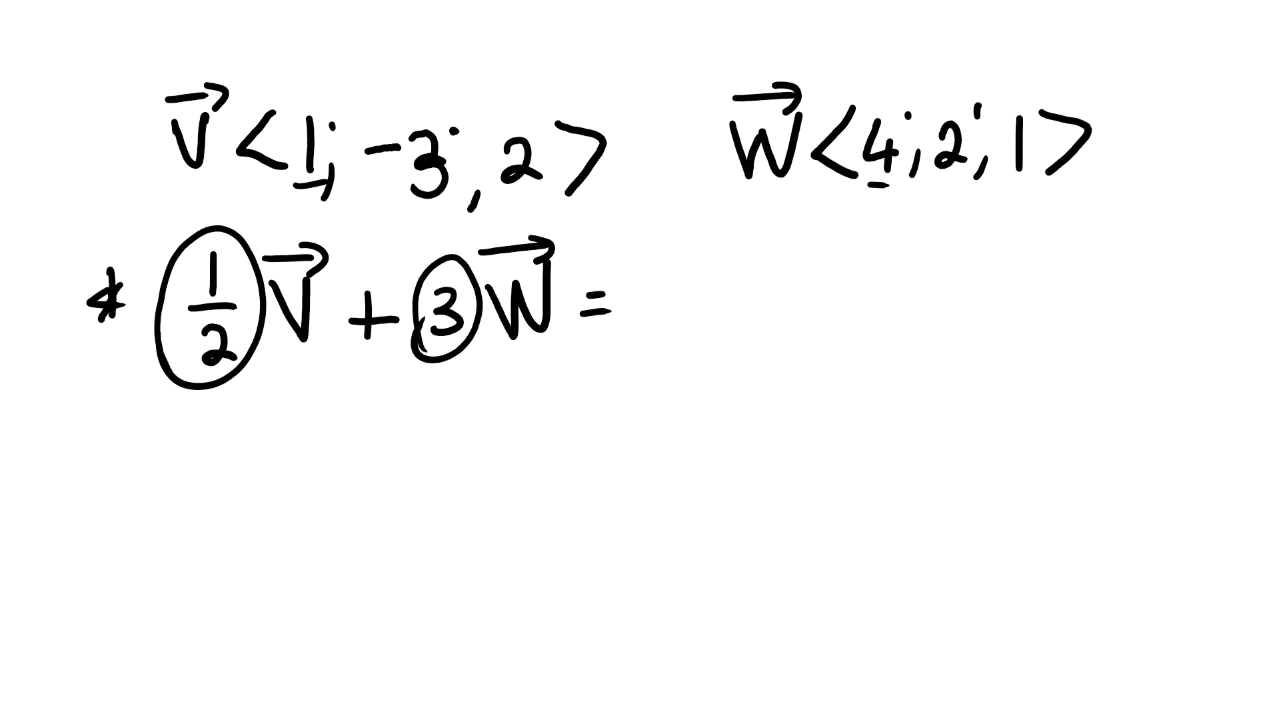 V⃗ <1; -3; 2> W⃗ <4; 2; 1>
* 1/2 V⃗ + 3 W⃗ =